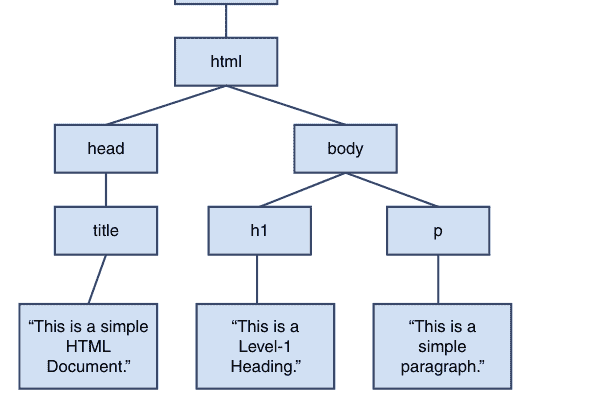 html
head
body
title
h1
p
“This is a simple
HTML
Document.”
“This is a
Level-1
Heading.”
“This is a
simple
paragraph.”